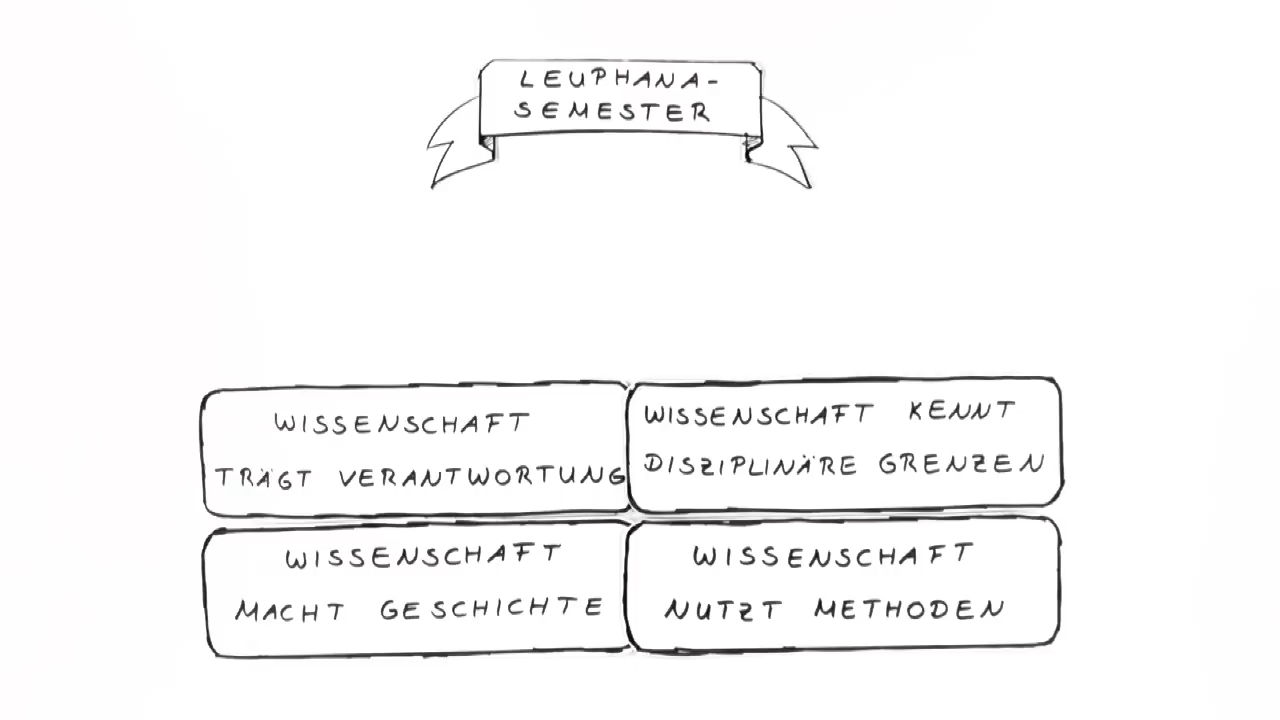 LEUPHANA-
SEMESTER
WISSENSCHAFT
TRÄGT VERANTWORTUNG
WISSENSCHAFT KENNT
DISZIPLINÄRE GRENZEN
WISSENSCHAFT
MACHT GESCHICHTE
WISSENSCHAFT
NUTZT METHODEN